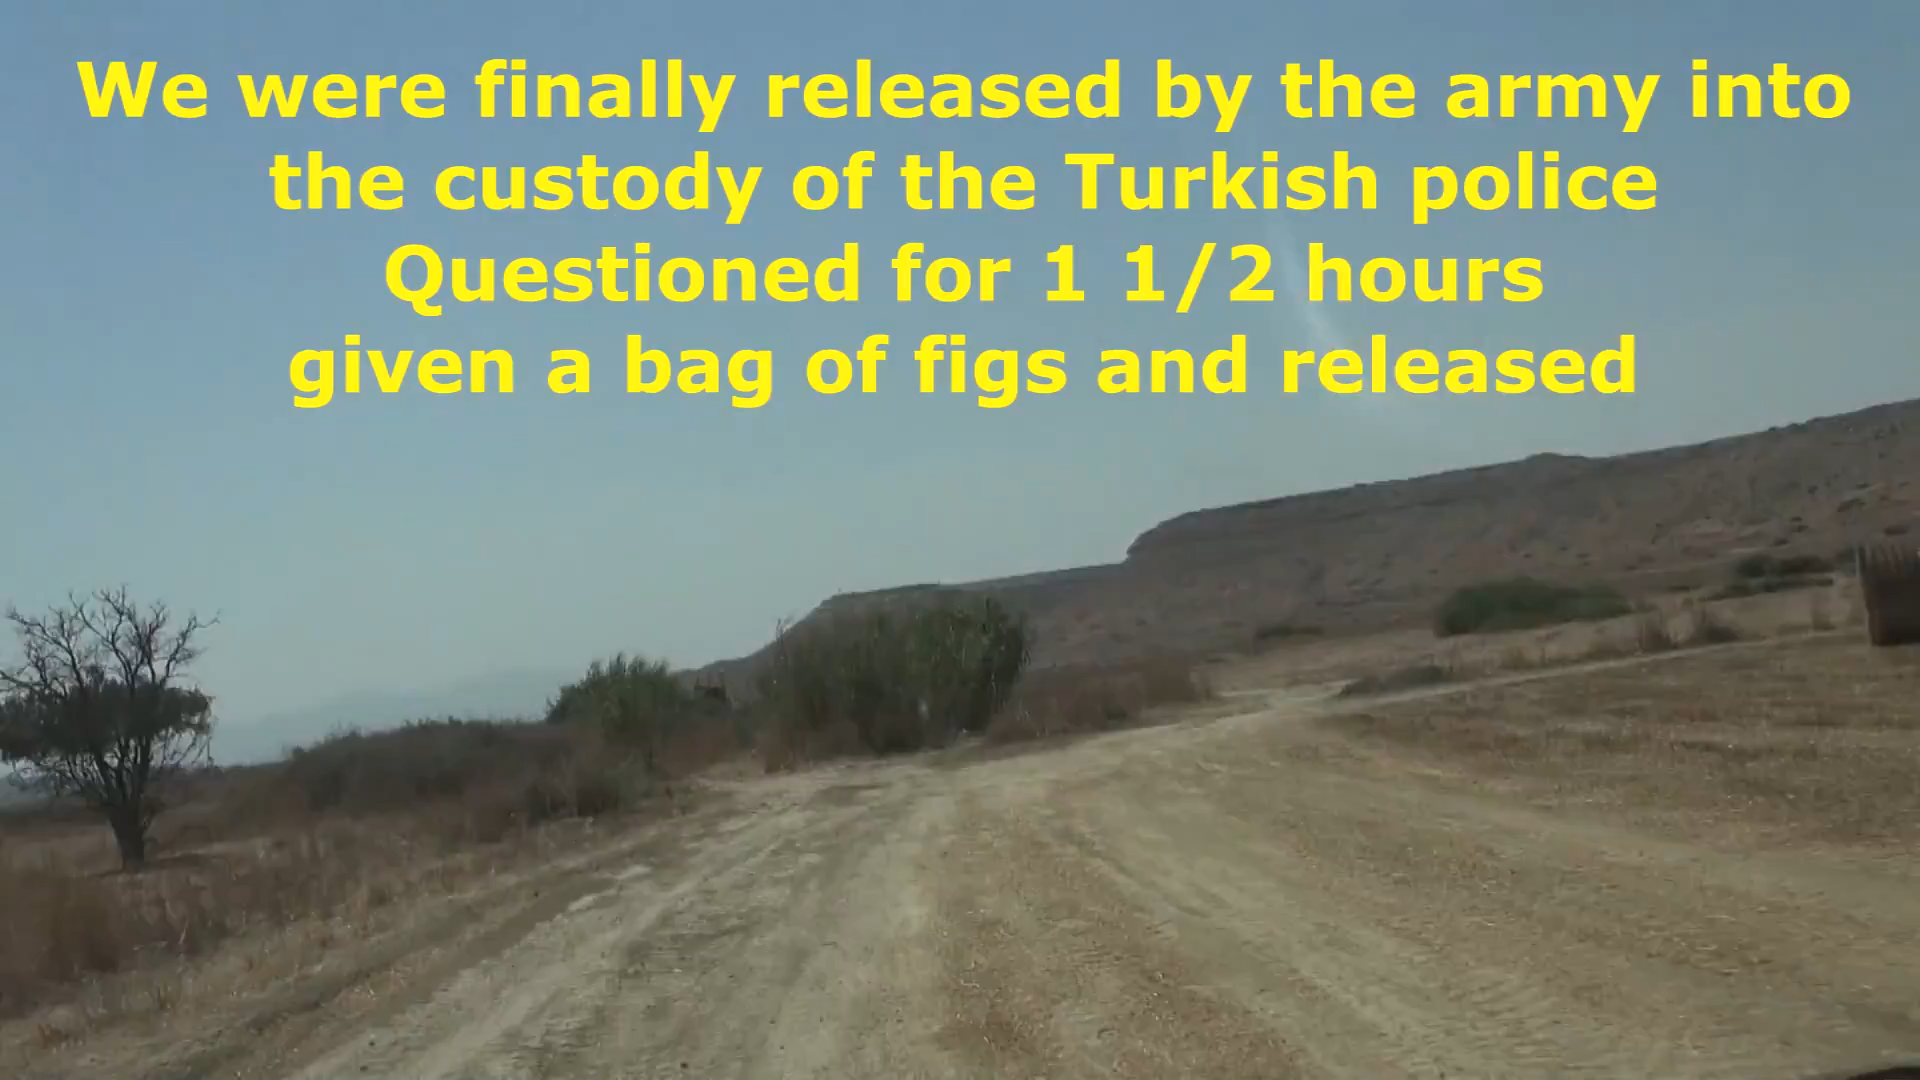 We were finally released by the army into
the custody of the Turkish police
Questioned for 1 1/2 hours
given a bag of figs and released